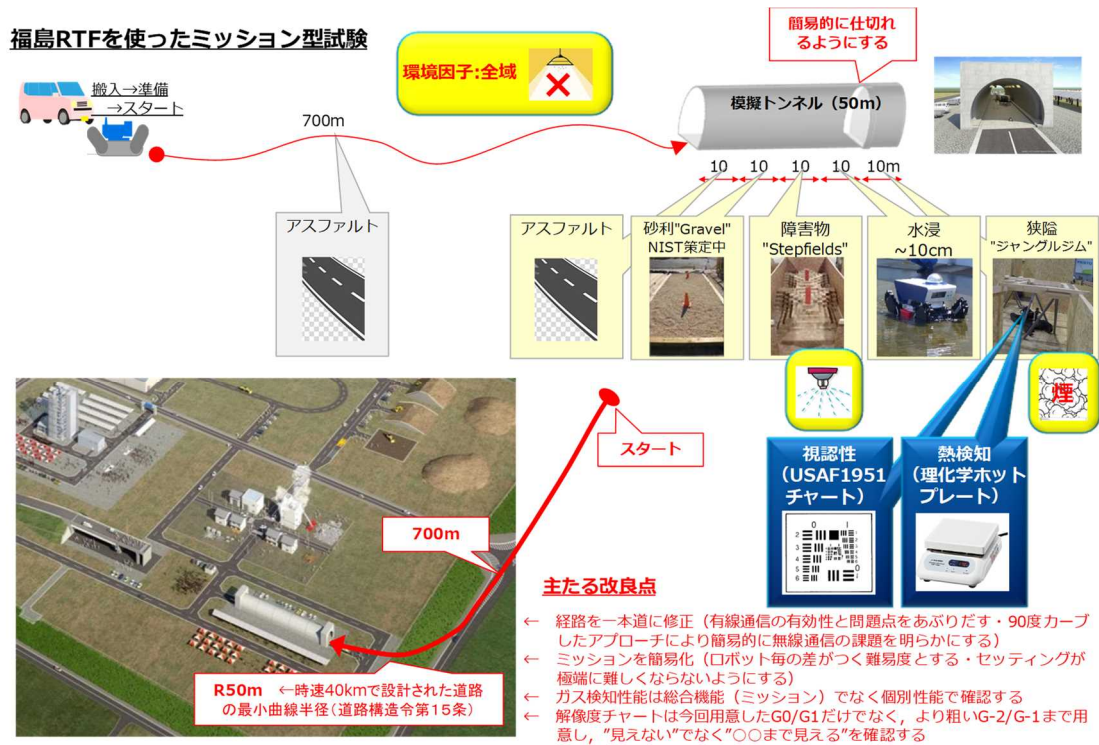 福島RTFを使ったミッション型試験
搬入→準備
→スタート
環境因子:全域
簡易的に仕切れ
るようにする
模擬トンネル（50m）
700m
10 10 10 10 10m
アスファルト
アスファルト
砂利"Gravel"
NIST策定中
障害物
"Stepfields"
水浸
~10cm
狭隘
"ジャングルジム"
煙
スタート
視認性
（USAF1951
チャート）
熱検知
（理化学ホット
プレート）
700m
R50m ←時速40kmで設計された道路
の最小曲線半径（道路構造令第15条）
主たる改良点
← 経路を一本道に修正（有線通信の有効性と問題点をあぶりだす・90度カーブ
したアプローチにより簡易的に無線通信の課題を明らかにする）
← ミッションを簡易化（ロボット毎の差がつく難易度とする・セッティングが
極端に難しくならないようにする）
← ガス検知性能は総合機能（ミッション）でなく個別性能で確認する
← 解像度チャートは今回用意したG0/G1だけでなく，より粗いG-2/G-1まで用
意し，”見えない”でなく”○○まで見える”を確認する